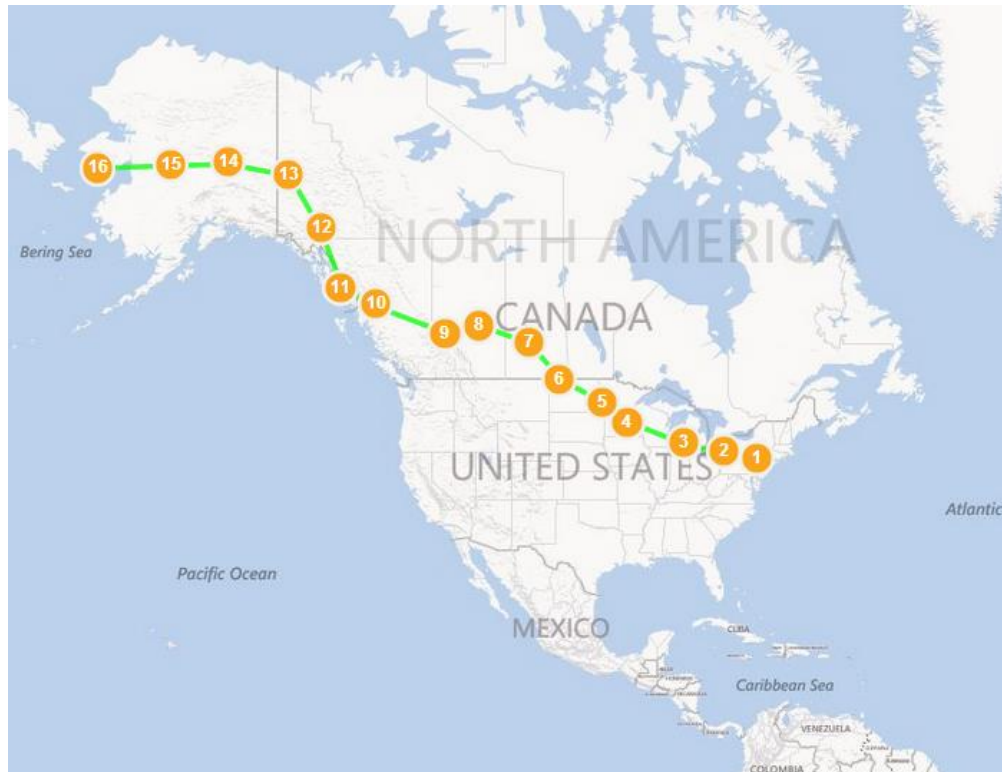 16
15
14
13
12
NORTH AMERICA
Bering Sea
11
10
9
8
CANADA
7
6
5
4
3
2
1
UNITED STATES
Atlantic
Pacific Ocean
MEXICO
CUBA
Caribbean Sea
VENEZUELA
COLOMBIA